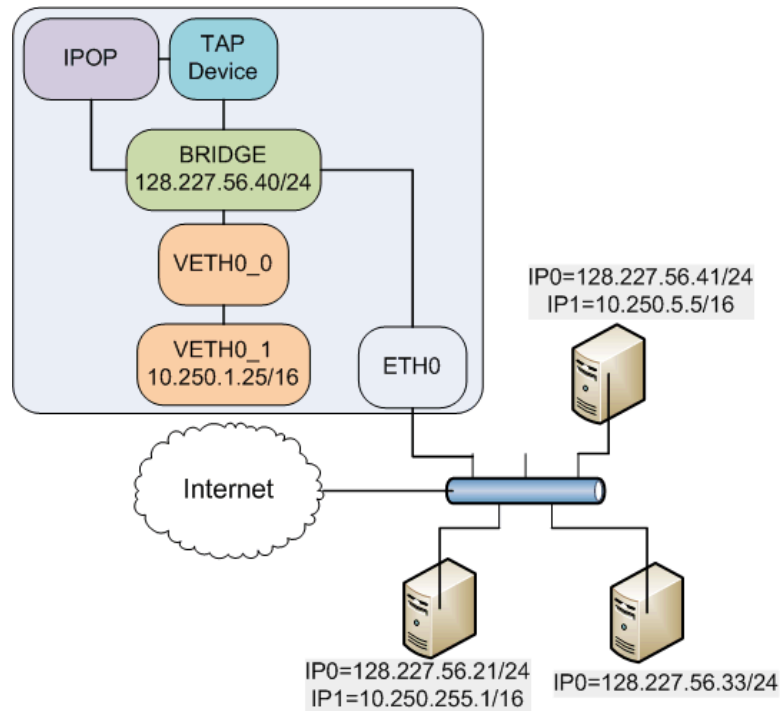 IPOP
TAP
Device
BRIDGE
128.227.56.40/24
VETH0_0
VETH0_1
10.250.1.25/16
ETH0
IP0=128.227.56.41/24
IP1=10.250.5.5/16
Internet
IP0=128.227.56.21/24
IP1=10.250.255.1/16
IP0=128.227.56.33/24